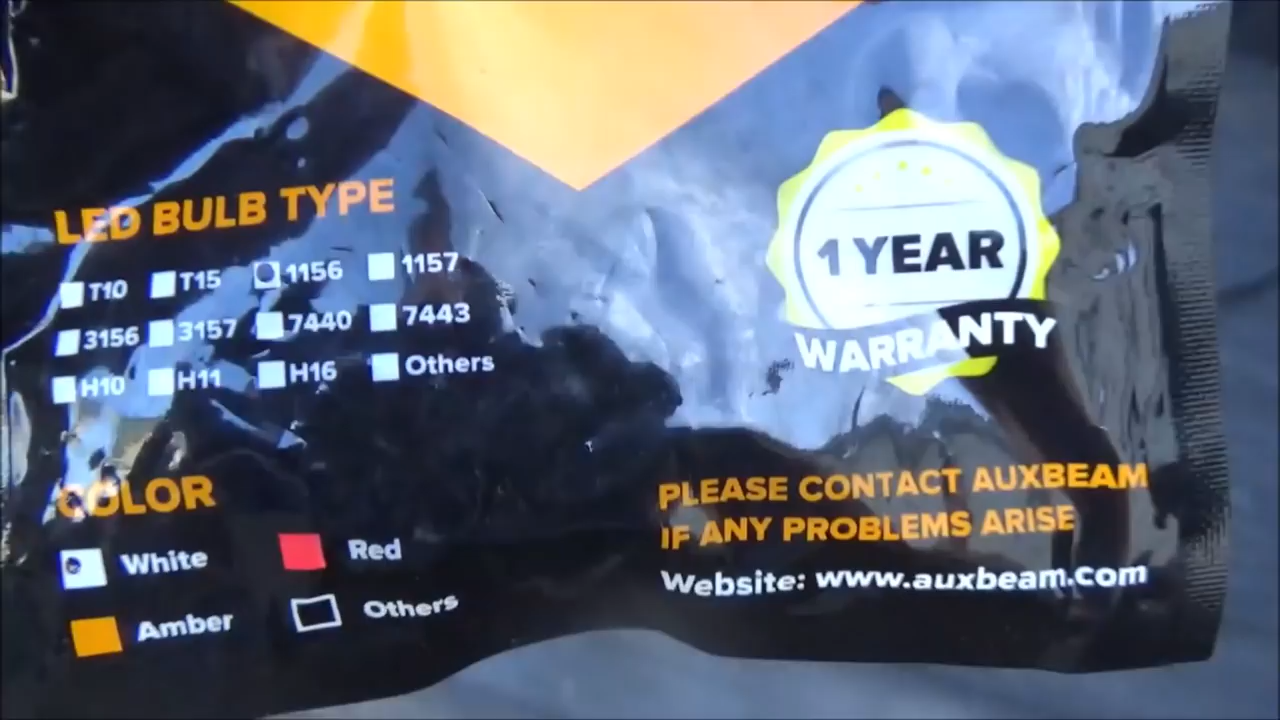 LED BULB TYPE
T10 T15 1156 1157
3156 3157 7440 7443
H10 H11 H16 Others
COLOR
White Red
Amber Others
1 YEAR
WARRANTY
PLEASE CONTACT AUXBEAM
IF ANY PROBLEMS ARISE
Website: www.auxbeam.com